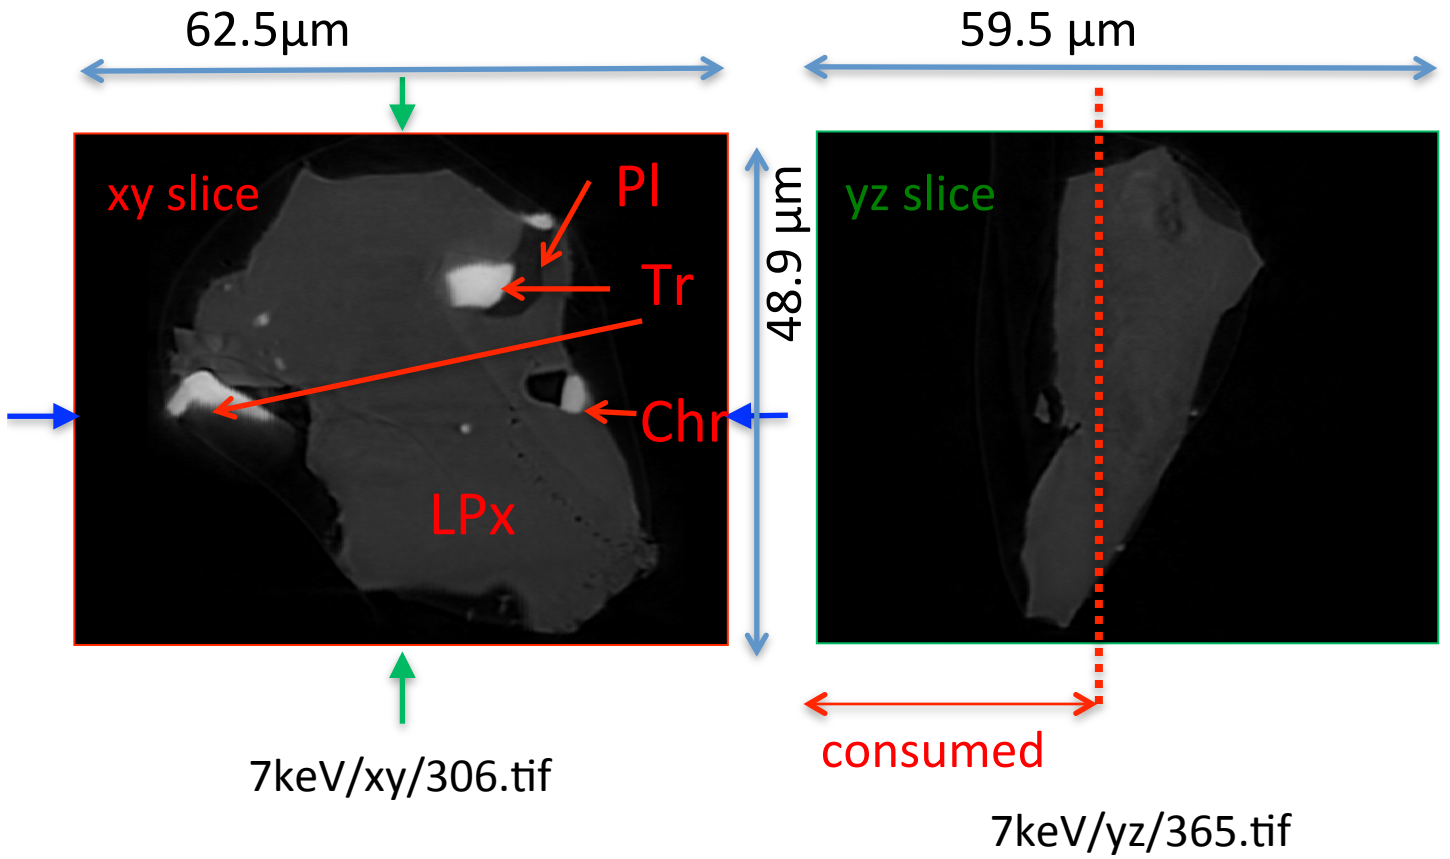 62.5μm
59.5 μm
xy slice
Pl
Tr
Chr
LPx
48.9 μm
yz slice
consumed
7keV/xy/306.tif
7keV/yz/365.tif